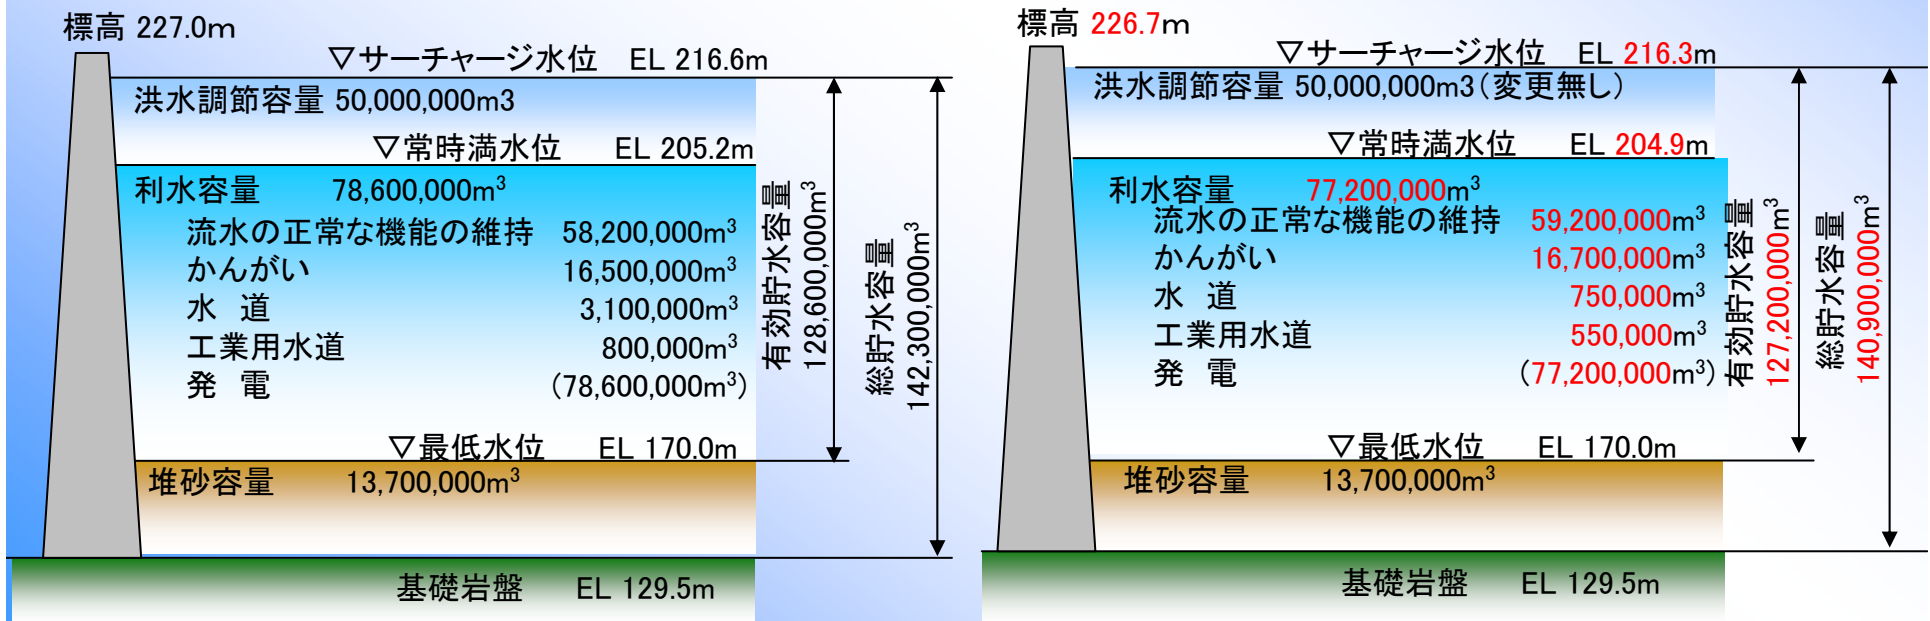 標高 227.0m
▽サーチャージ水位 EL 216.6m
洪水調節容量 50,000,000m3
▽常時満水位 EL 205.2m
利水容量 78,600,000m³
流水の正常な機能の維持 58,200,000m³
かんがい 16,500,000m³
水 道 3,100,000m³
工業用水道 800,000m³
発 電 (78,600,000m³)
▽最低水位 EL 170.0m
堆砂容量 13,700,000m³
基礎岩盤 EL 129.5m
有効貯水容量
128,600,000m³
総貯水容量
142,300,000m³
標高 226.7m
▽サーチャージ水位 EL 216.3m
洪水調節容量 50,000,000m3(変更無し)
▽常時満水位 EL 204.9m
利水容量 77,200,000m³
流水の正常な機能の維持 59,200,000m³
かんがい 16,700,000m³
水 道 750,000m³
工業用水道 550,000m³
発 電 (77,200,000m³)
▽最低水位 EL 170.0m
堆砂容量 13,700,000m³
基礎岩盤 EL 129.5m
有効貯水容量
127,200,000m³
総貯水容量
140,900,000m³